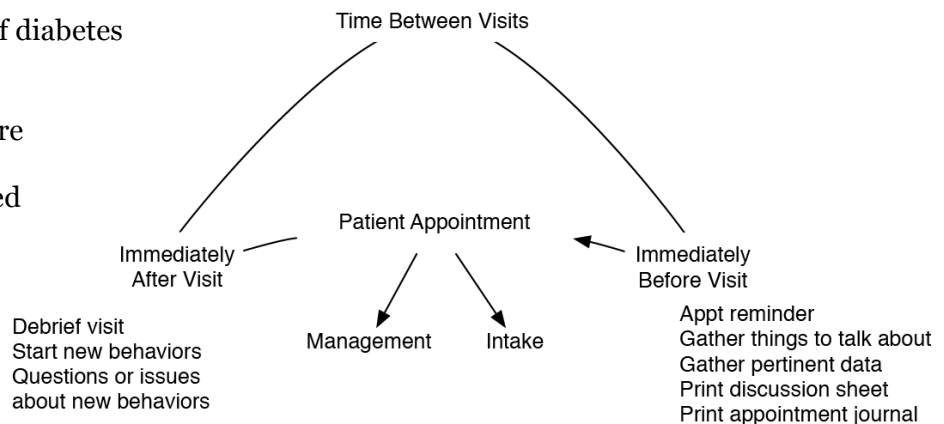 f diabetes
re
ed
Time Between Visits
Patient Appointment
Immediately
After Visit
Immediately
Before Visit
Debrief visit
Start new behaviors
Questions or issues
about new behaviors
Management
Intake
Appt reminder
Gather things to talk about
Gather pertinent data
Print discussion sheet
Print appointment journal